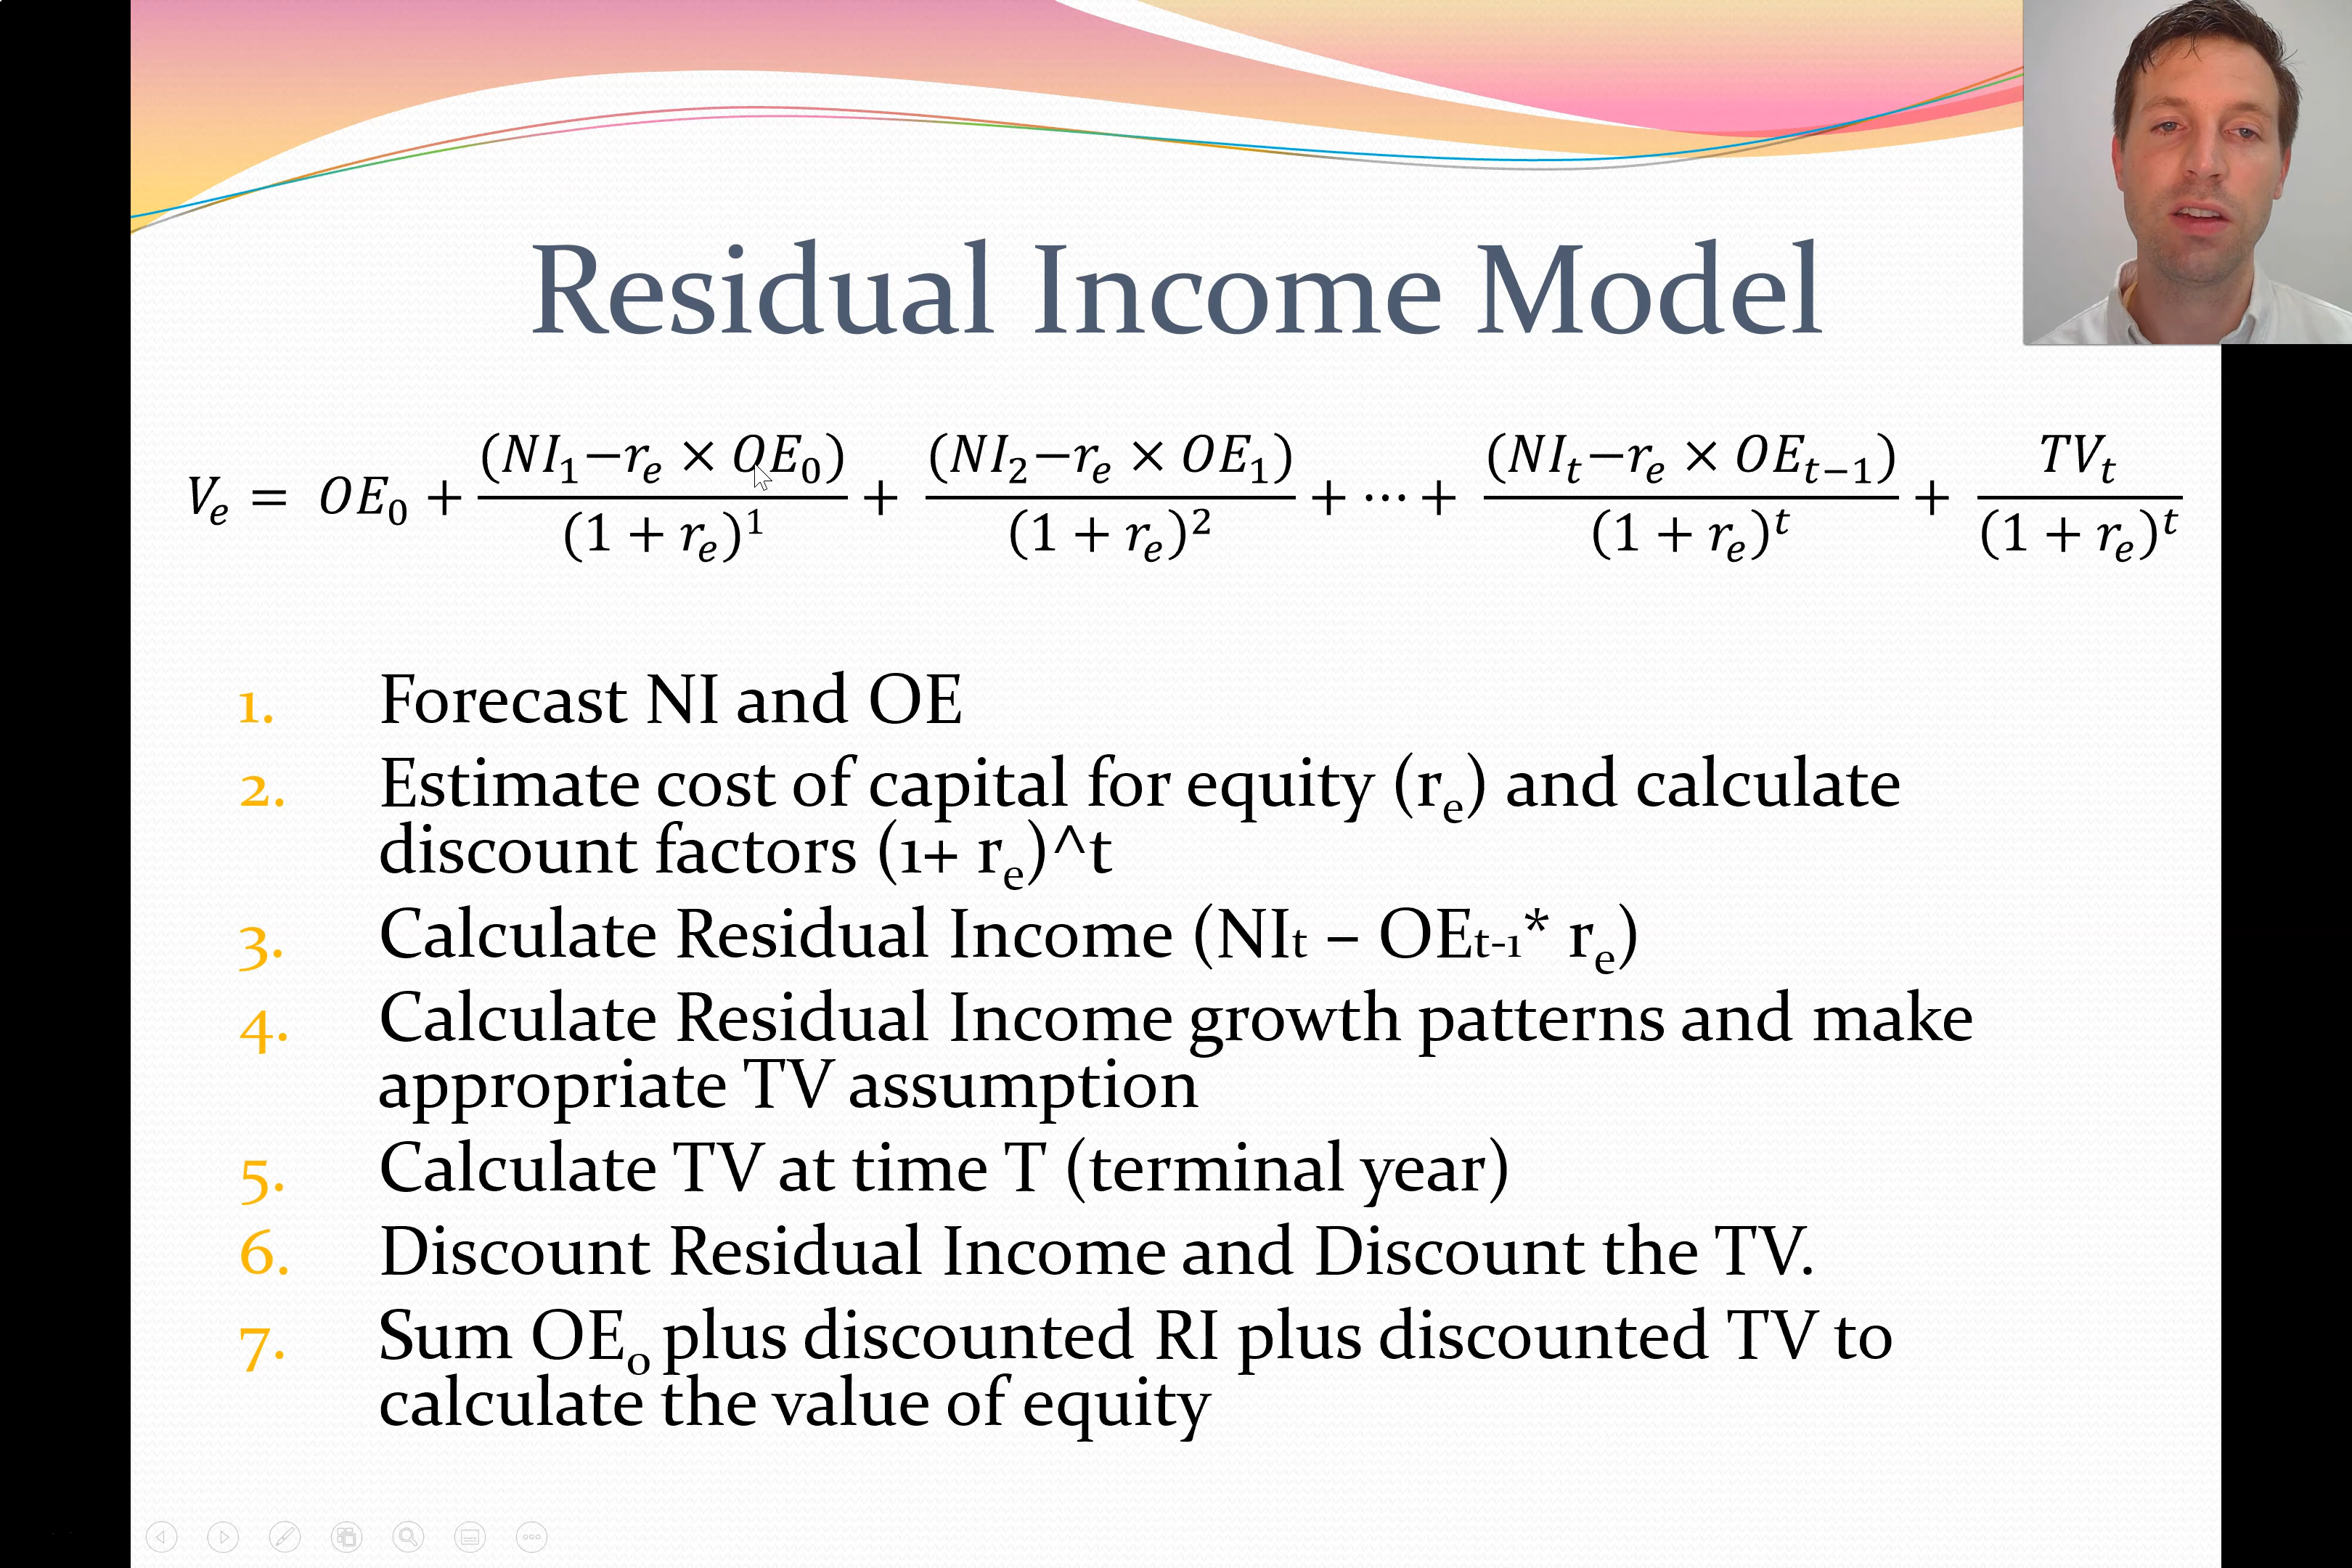 Residual Income Model
V_e = OE_0 + (NI_1−r_e × OE_0)/(1 + r_e)^1 + (NI_2−r_e × OE_1)/(1 + r_e)^2 + ⋯ + (NI_t−r_e × OE_{t−1})/(1 + r_e)^t + TV_t/(1 + r_e)^t
1. Forecast NI and OE
2. Estimate cost of capital for equity (r_e) and calculate
discount factors (1+ r_e)^t
3. Calculate Residual Income (NIt – OEt-1* r_e)
4. Calculate Residual Income growth patterns and make
appropriate TV assumption
5. Calculate TV at time T (terminal year)
6. Discount Residual Income and Discount the TV.
7. Sum OE_0 plus discounted RI plus discounted TV to
calculate the value of equity